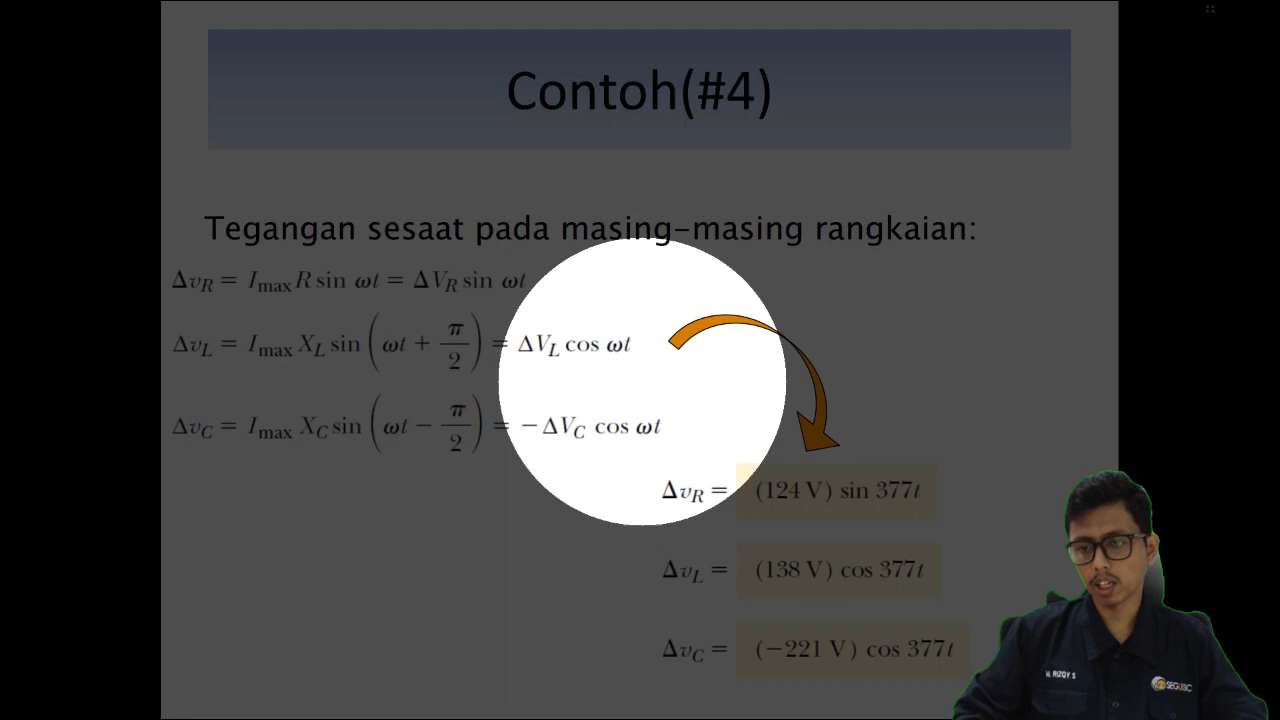 Contoh(#4)
Tegangan sesaat pada masing-masing rangkaian:
Δv_R = I_max R sin ωt = ΔV_R sin ωt
Δv_L = I_max X_L sin (ωt + π/2) = ΔV_L cos ωt
Δv_C = I_max X_C sin (ωt − π/2) = −ΔV_C cos ωt
Δv_R = (124 V) sin 377t
Δv_L = (138 V) cos 377t
Δv_C = (−221 V) cos 377t
M. RIZQY S
SEGUSIC